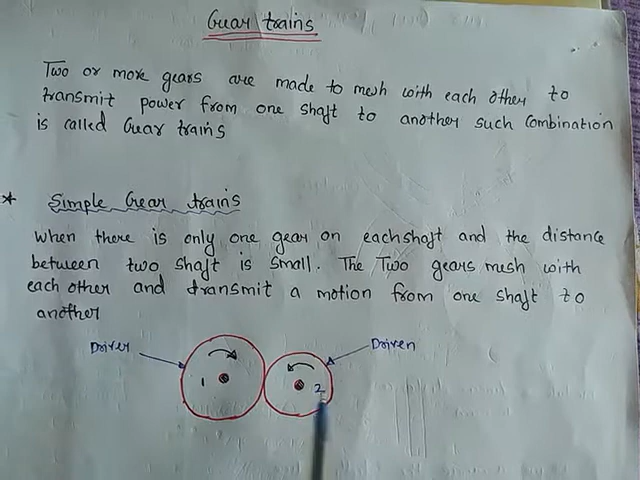 Gear trains
Two or more gears are made to mesh with each other to
transmit power from one shaft to another such combination
is called Gear trains
* Simple Gear trains
When there is only one gear on each shaft and the distance
between two shaft is small. The Two gears mesh with
each other and transmit a motion from one shaft to
another
Driver
Driven
1
2